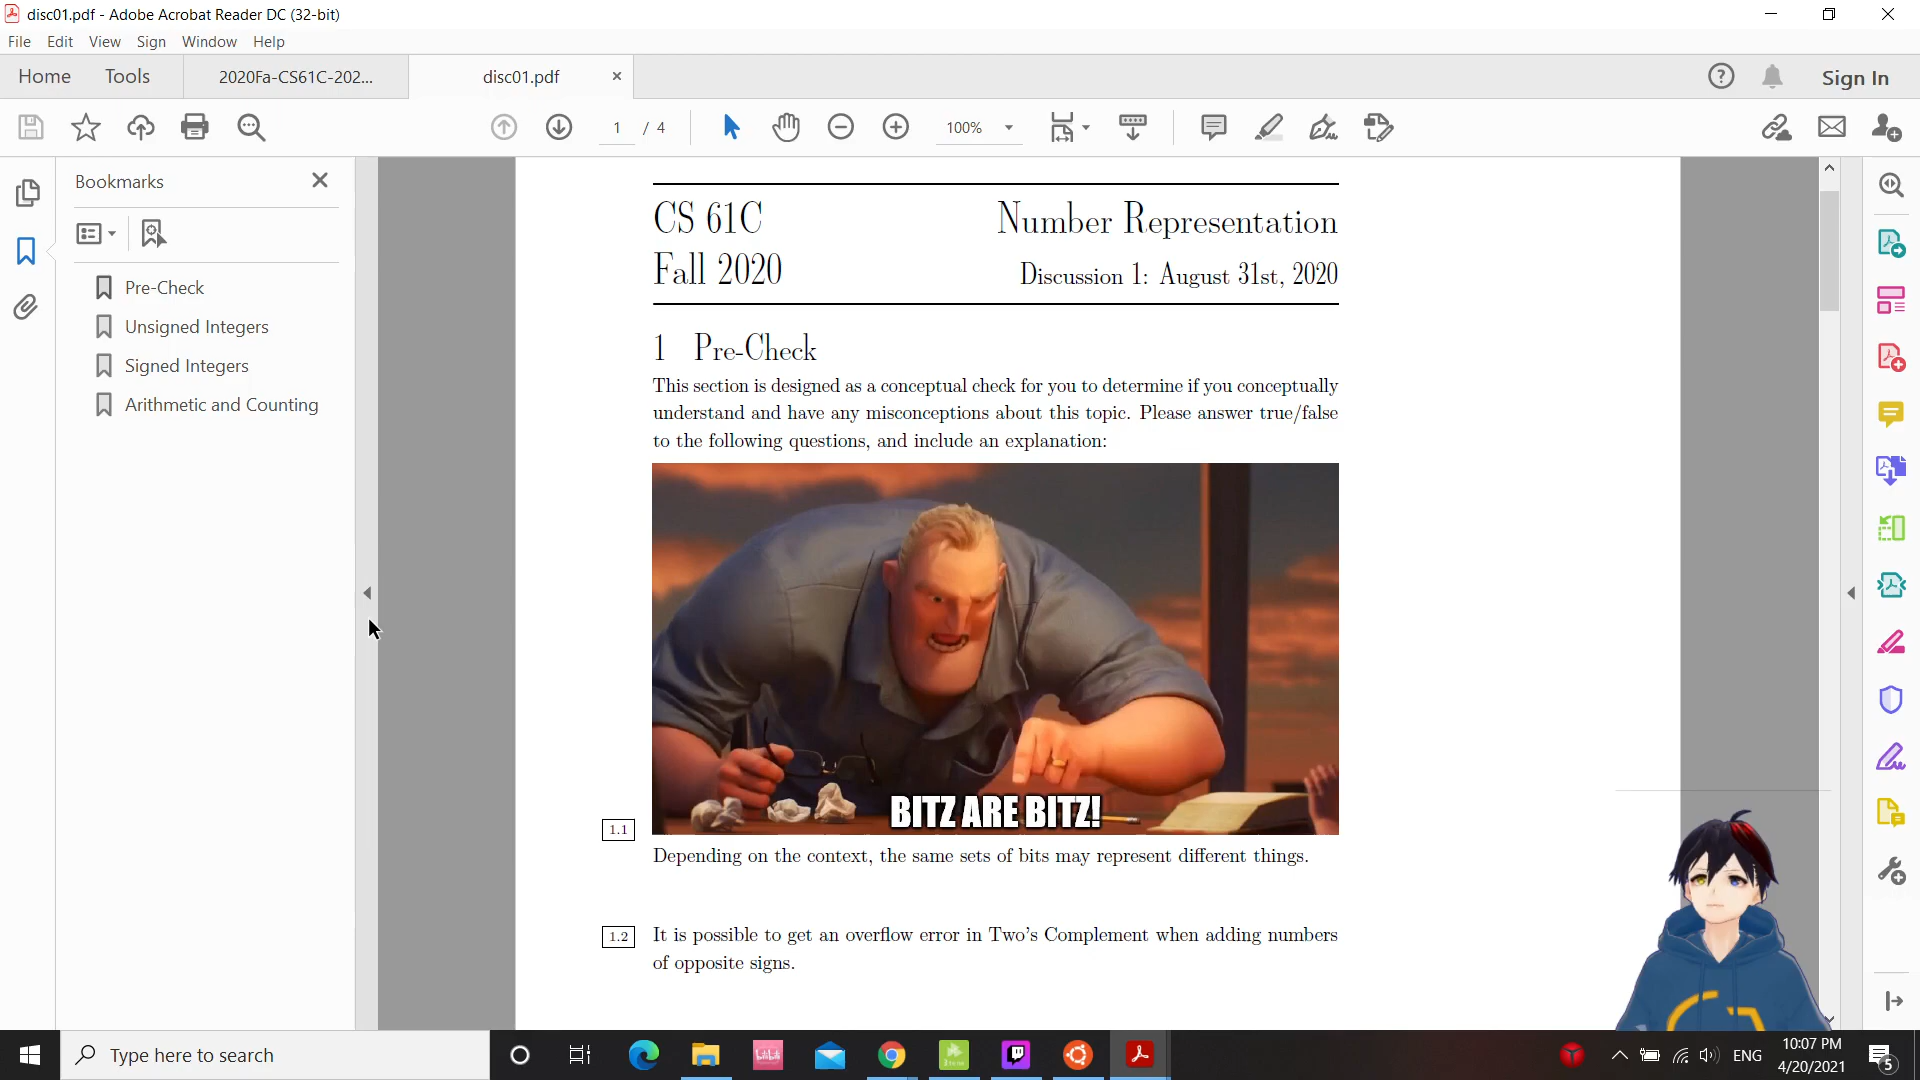 disc01.pdf - Adobe Acrobat Reader DC (32-bit)
File Edit View Sign Window Help
Home Tools 2020Fa-CS61C-202... disc01.pdf Sign In
1 / 4 100%
Bookmarks
Pre-Check
Unsigned Integers
Signed Integers
Arithmetic and Counting
CS 61C Number Representation
Fall 2020 Discussion 1: August 31st, 2020
1 Pre-Check
This section is designed as a conceptual check for you to determine if you conceptually
understand and have any misconceptions about this topic. Please answer true/false
to the following questions, and include an explanation:
BITZ ARE BITZ!
1.1
Depending on the context, the same sets of bits may represent different things.
1.2 It is possible to get an overflow error in Two's Complement when adding numbers
of opposite signs.
Type here to search
ENG
10:07 PM
4/20/2021
5